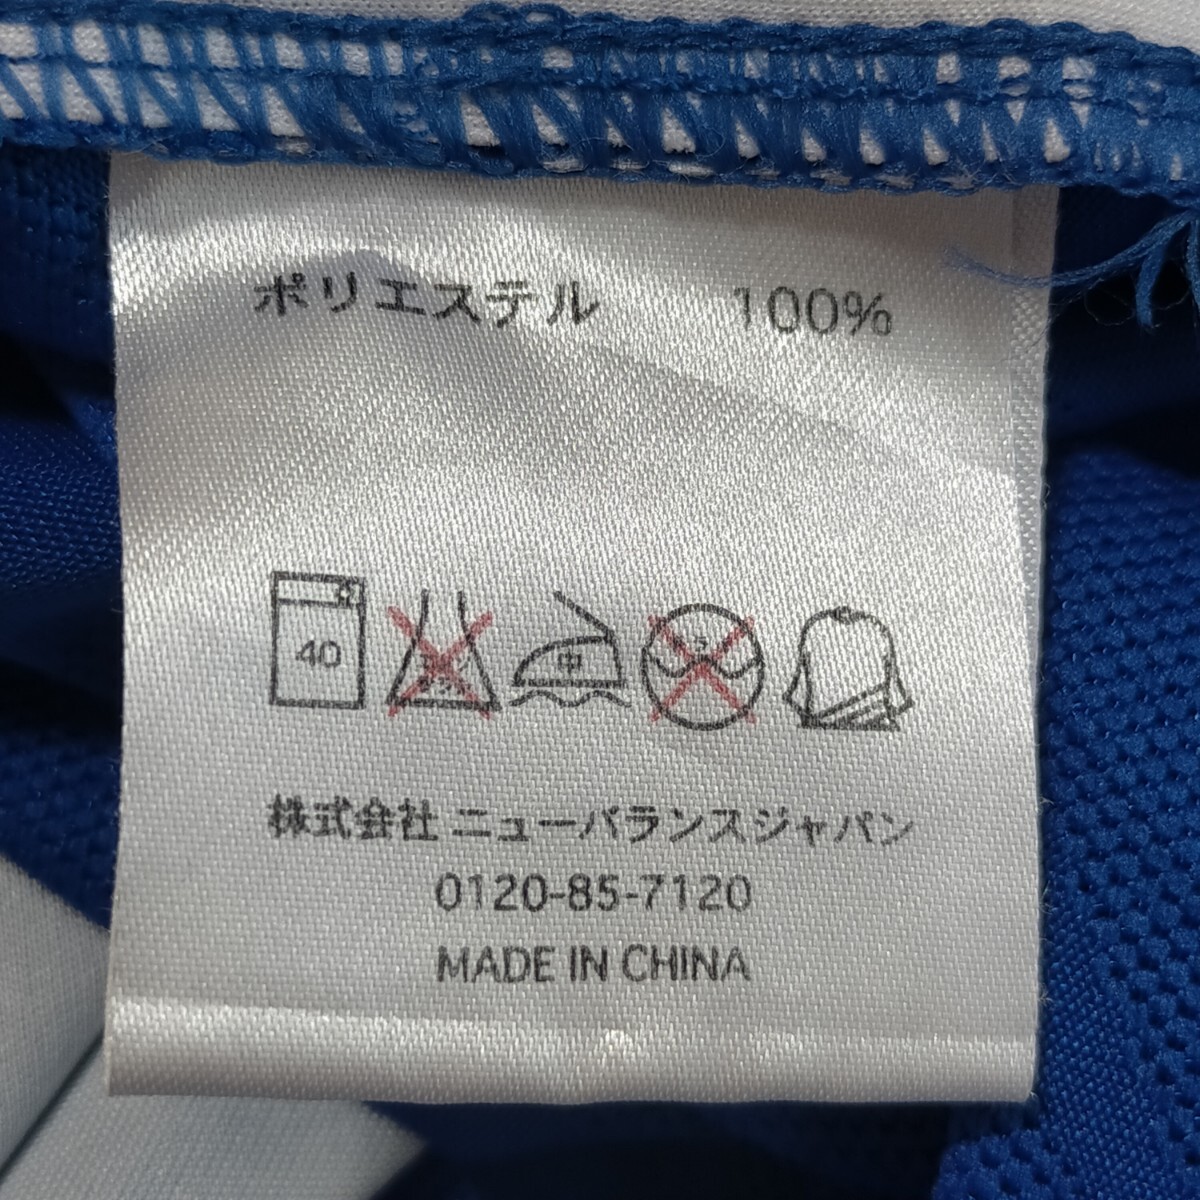 ポリエステル 100%
40 中
株式会社 ニューバランスジャパン
0120-85-7120
MADE IN CHINA